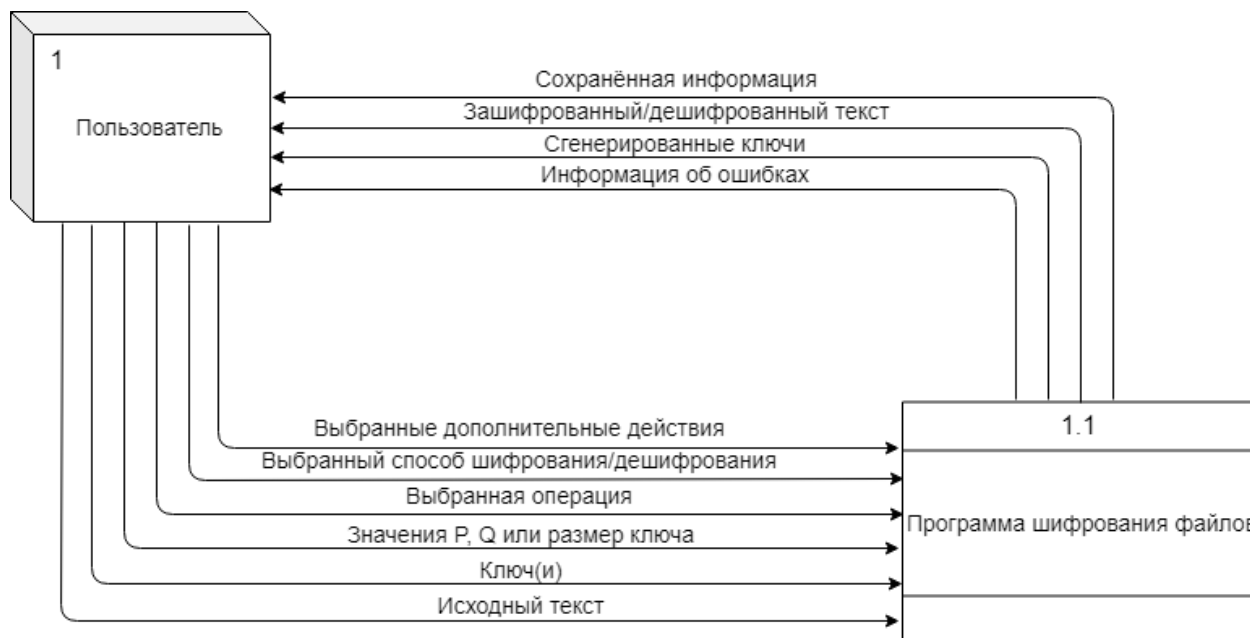 1
Пользователь
Сохранённая информация
Зашифрованный/дешифрованный текст
Сгенерированные ключи
Информация об ошибках
Выбранные дополнительные действия
Выбранный способ шифрования/дешифрования
Выбранная операция
Значения P, Q или размер ключа
Ключ(и)
Исходный текст
1.1
Программа шифрования файлов